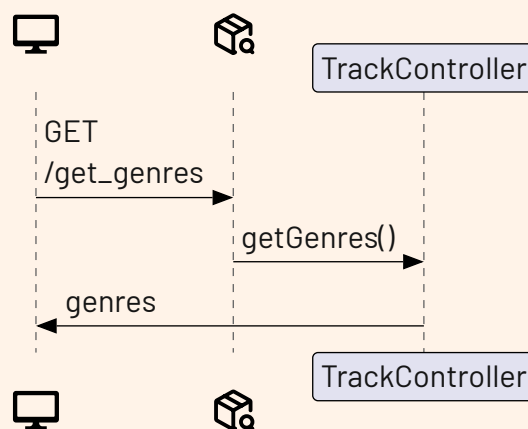 TrackController
GET
/get_genres
getGenres()
genres
TrackController